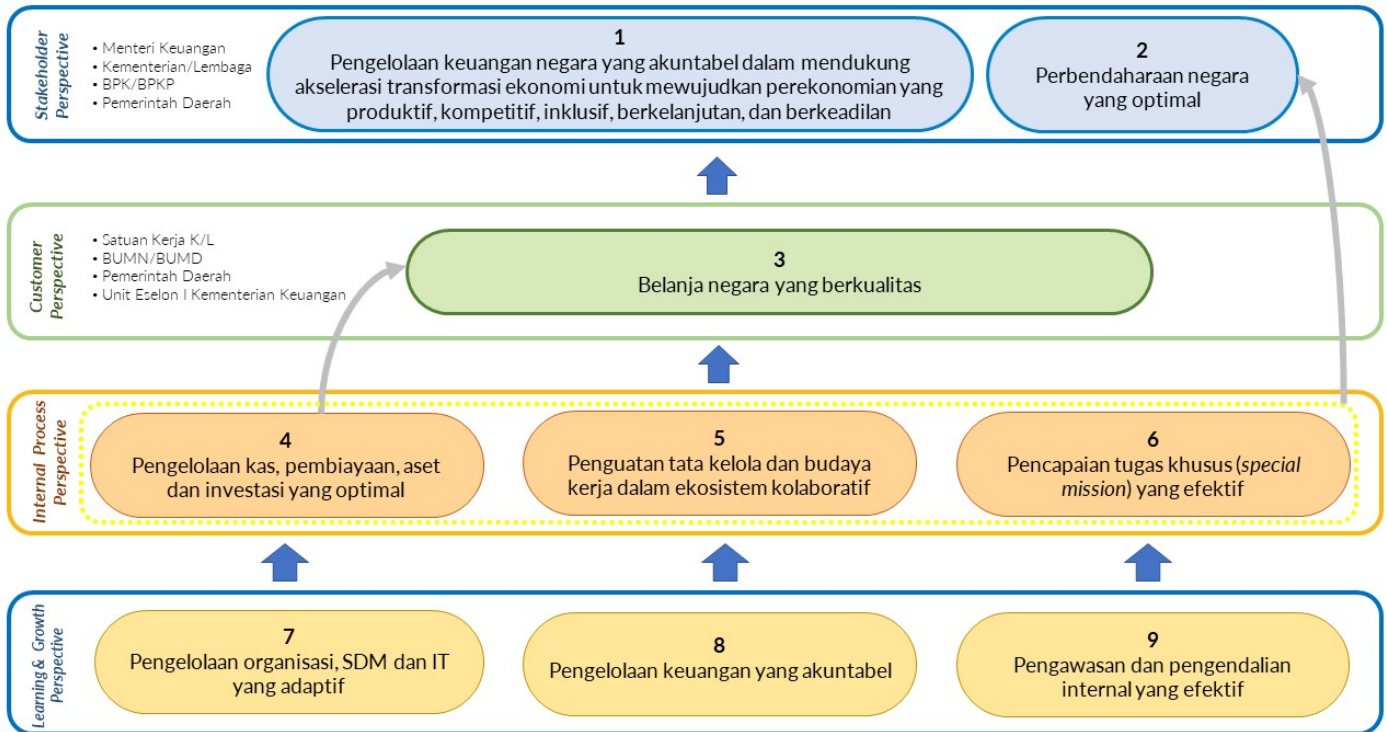 Stakeholder
Perspective
• Menteri Keuangan
• Kementerian/Lembaga
• BPK/BPKP
• Pemerintah Daerah
1
Pengelolaan keuangan negara yang akuntabel dalam mendukung
akselerasi transformasi ekonomi untuk mewujudkan perekonomian yang
produktif, kompetitif, inklusif, berkelanjutan, dan berkeadilan
2
Perbendaharaan negara
yang optimal
Customer
Perspective
• Satuan Kerja K/L
• BUMN/BUMD
• Pemerintah Daerah
• Unit Eselon I Kementerian Keuangan
3
Belanja negara yang berkualitas
Internal Process
Perspective
4
Pengelolaan kas, pembiayaan, aset
dan investasi yang optimal
5
Penguatan tata kelola dan budaya
kerja dalam ekosistem kolaboratif
6
Pencapaian tugas khusus (special
mission) yang efektif
Learning & Growth
Perspective
7
Pengelolaan organisasi, SDM dan IT
yang adaptif
8
Pengelolaan keuangan yang akuntabel
9
Pengawasan dan pengendalian
internal yang efektif